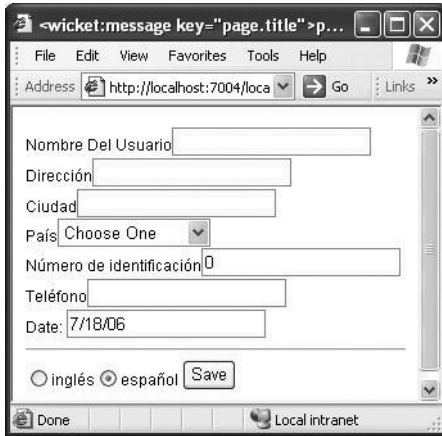 <wicket:message key="page.title">p...
File Edit View Favorites Tools Help
Address http://localhost:7004/loca Go Links »
Nombre Del Usuario
Dirección
Ciudad
País Choose One
Número de identificación 0
Teléfono
Date: 7/18/06
inglés español Save
Done Local intranet